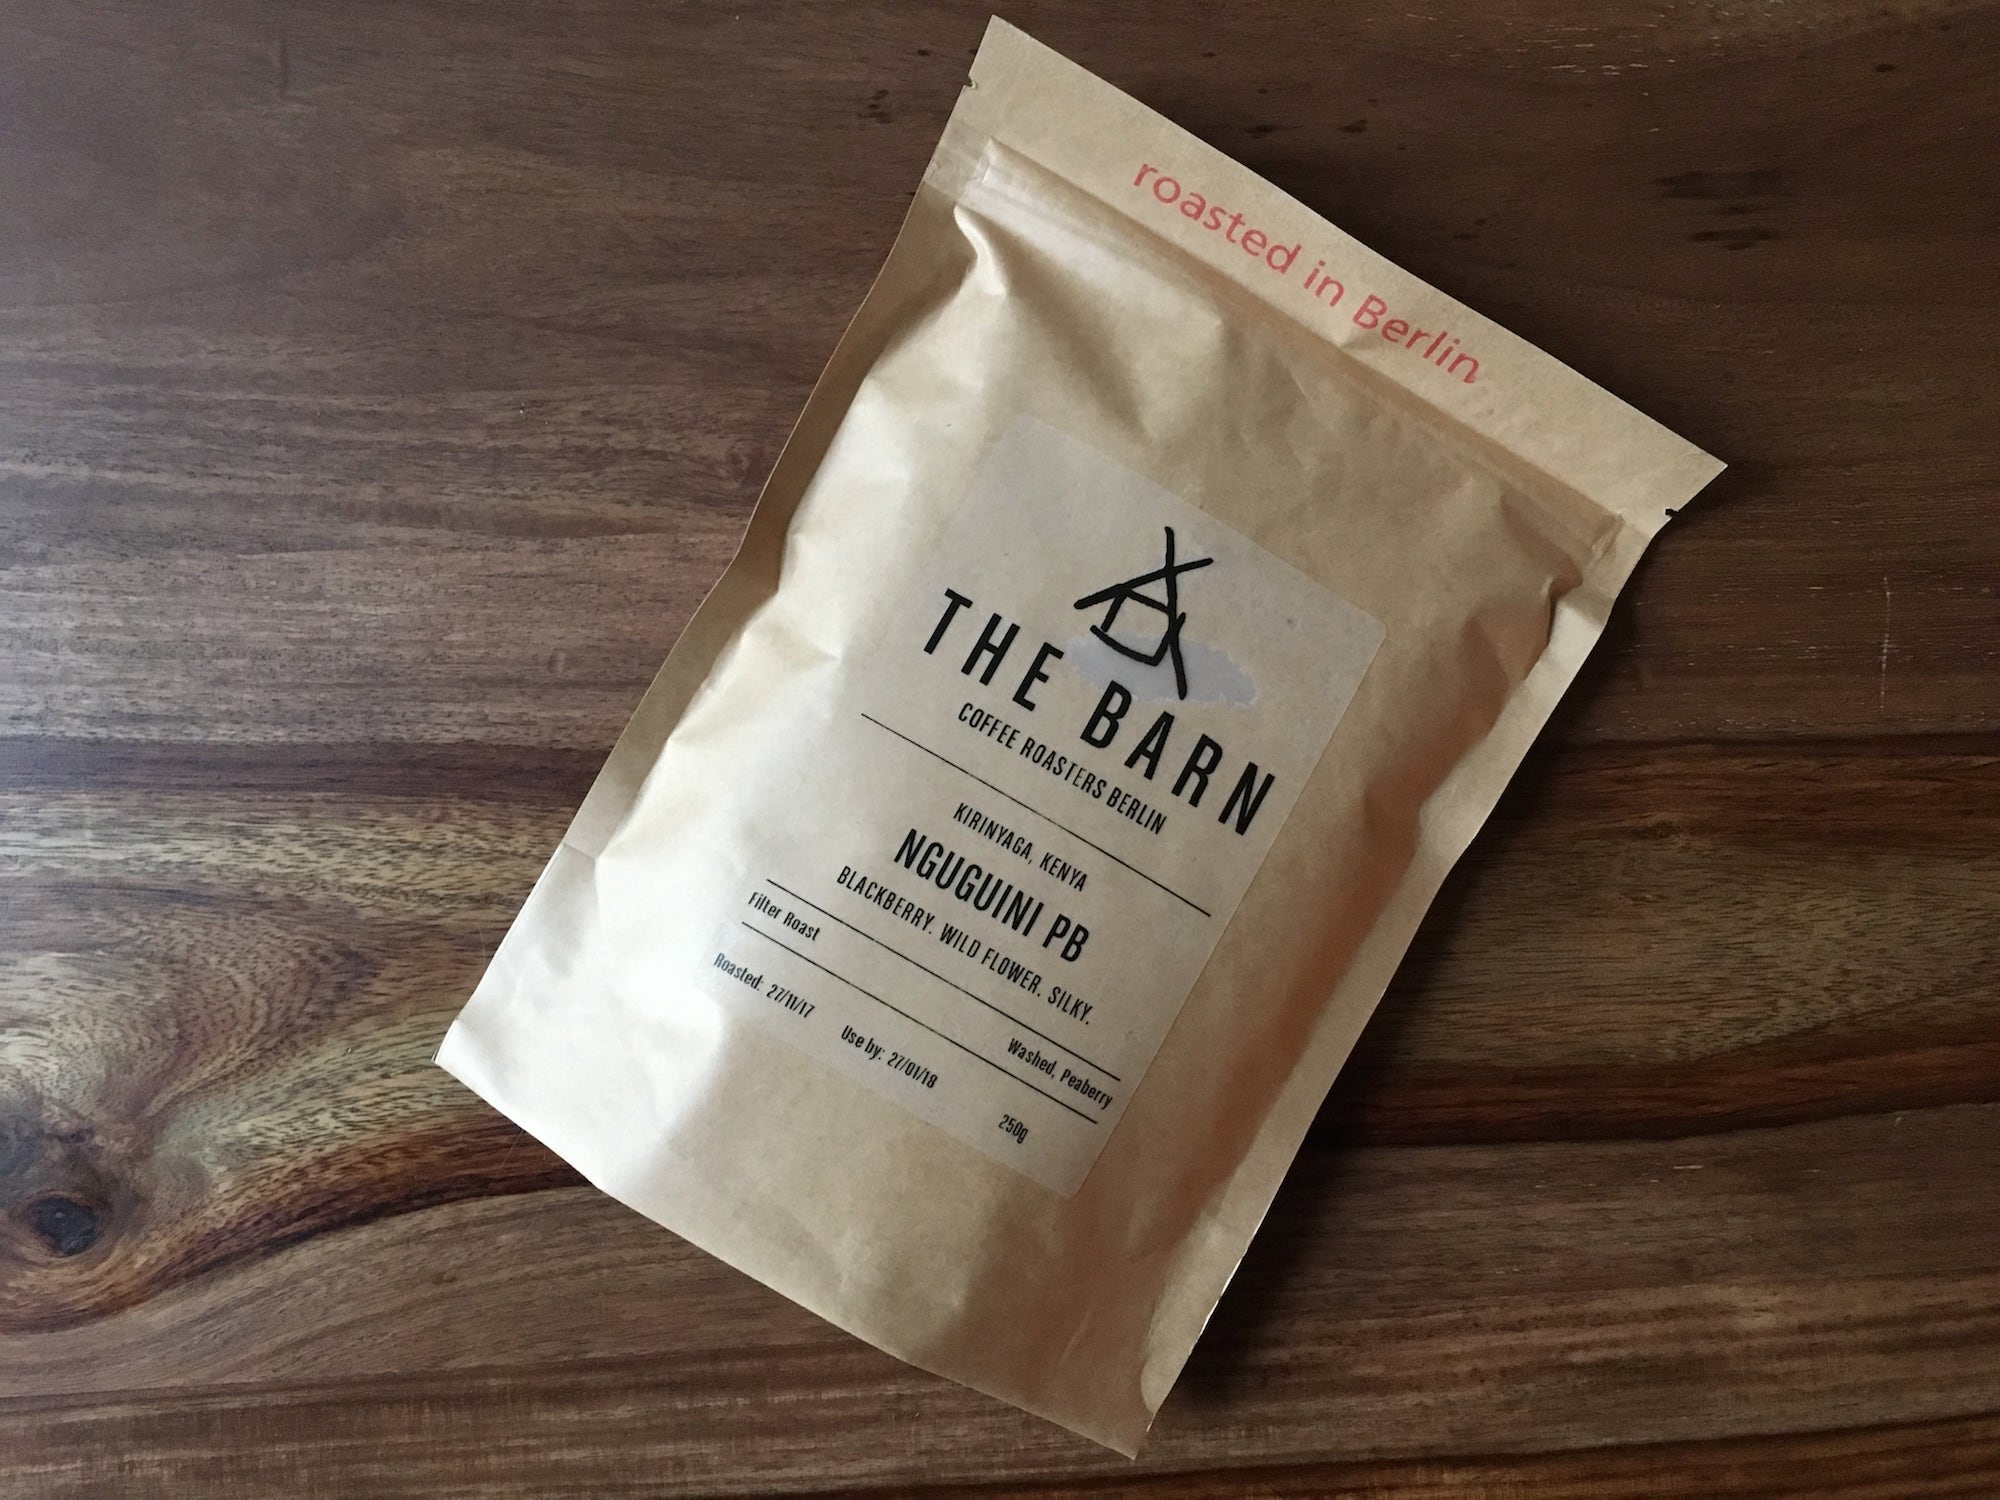 roasted in Berlin
THE BARN
COFFEE ROASTERS BERLIN
KIRINYAGA, KENYA
NGUGUINI PB
BLACKBERRY. WILD FLOWER. SILKY.
Filter Roast Washed, Peaberry
Roasted: 27/11/17 Use by: 27/01/18 250g